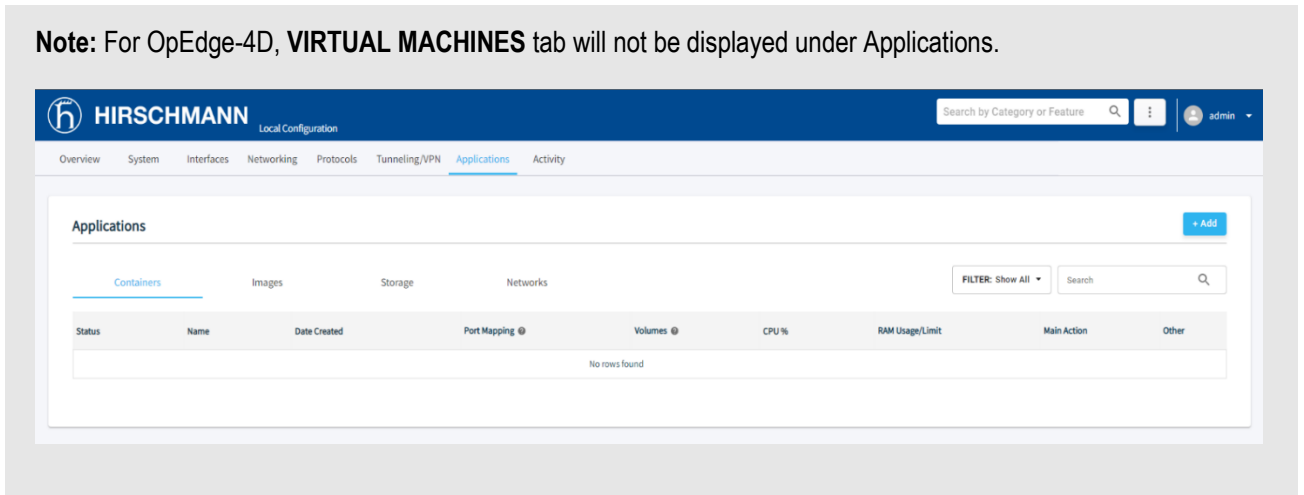 Note: For OpEdge-4D, VIRTUAL MACHINES tab will not be displayed under Applications.
HIRSCHMANN Local Configuration Search by Category or Feature admin
Overview System Interfaces Networking Protocols Tunneling/VPN Applications Activity
Applications + Add
Containers Images Storage Networks FILTER: Show All Search
Status Name Date Created Port Mapping Volumes CPU % RAM Usage/Limit Main Action Other
No rows found